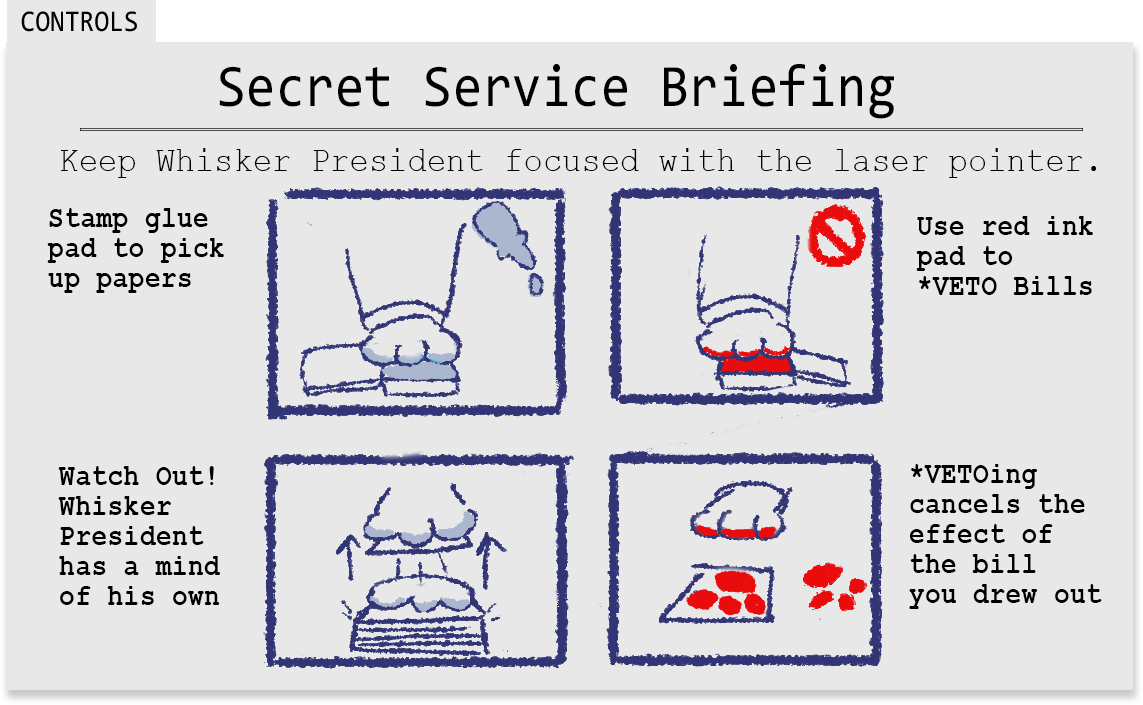 CONTROLS
Secret Service Briefing
Keep Whisker President focused with the laser pointer.
Stamp glue
pad to pick
up papers
Use red ink
pad to
*VETO Bills
Watch Out!
Whisker
President
has a mind
of his own
*VETOing
cancels the
effect of
the bill
you drew out